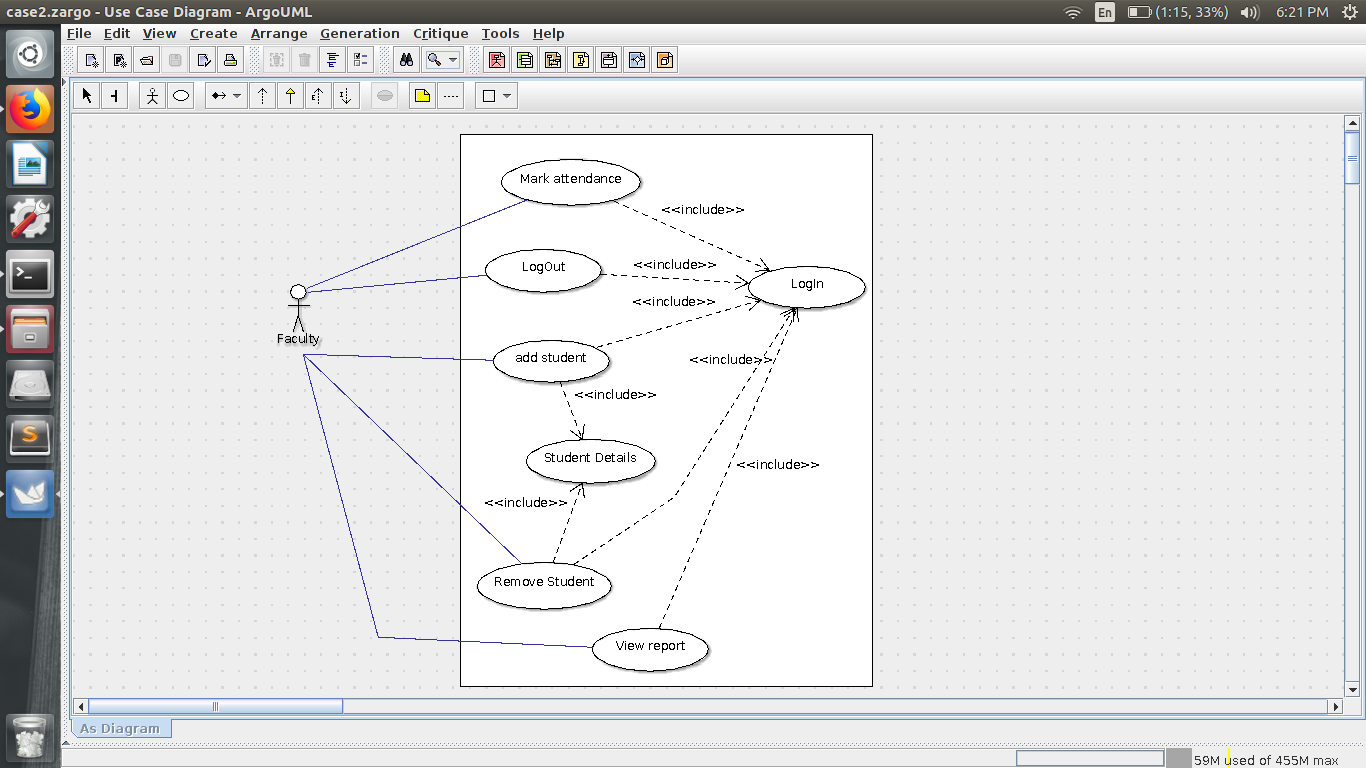 case2.zargo - Use Case Diagram - ArgoUML
En
(1:15, 33%)
6:21 PM
File Edit View Create Arrange Generation Critique Tools Help
Mark attendance
<<include>>
LogOut
<<include>>
LogIn
<<include>>
Faculty
add student
<<include>>
<<include>>
Student Details
<<include>>
<<include>>
Remove Student
View report
As Diagram
59M used of 455M max